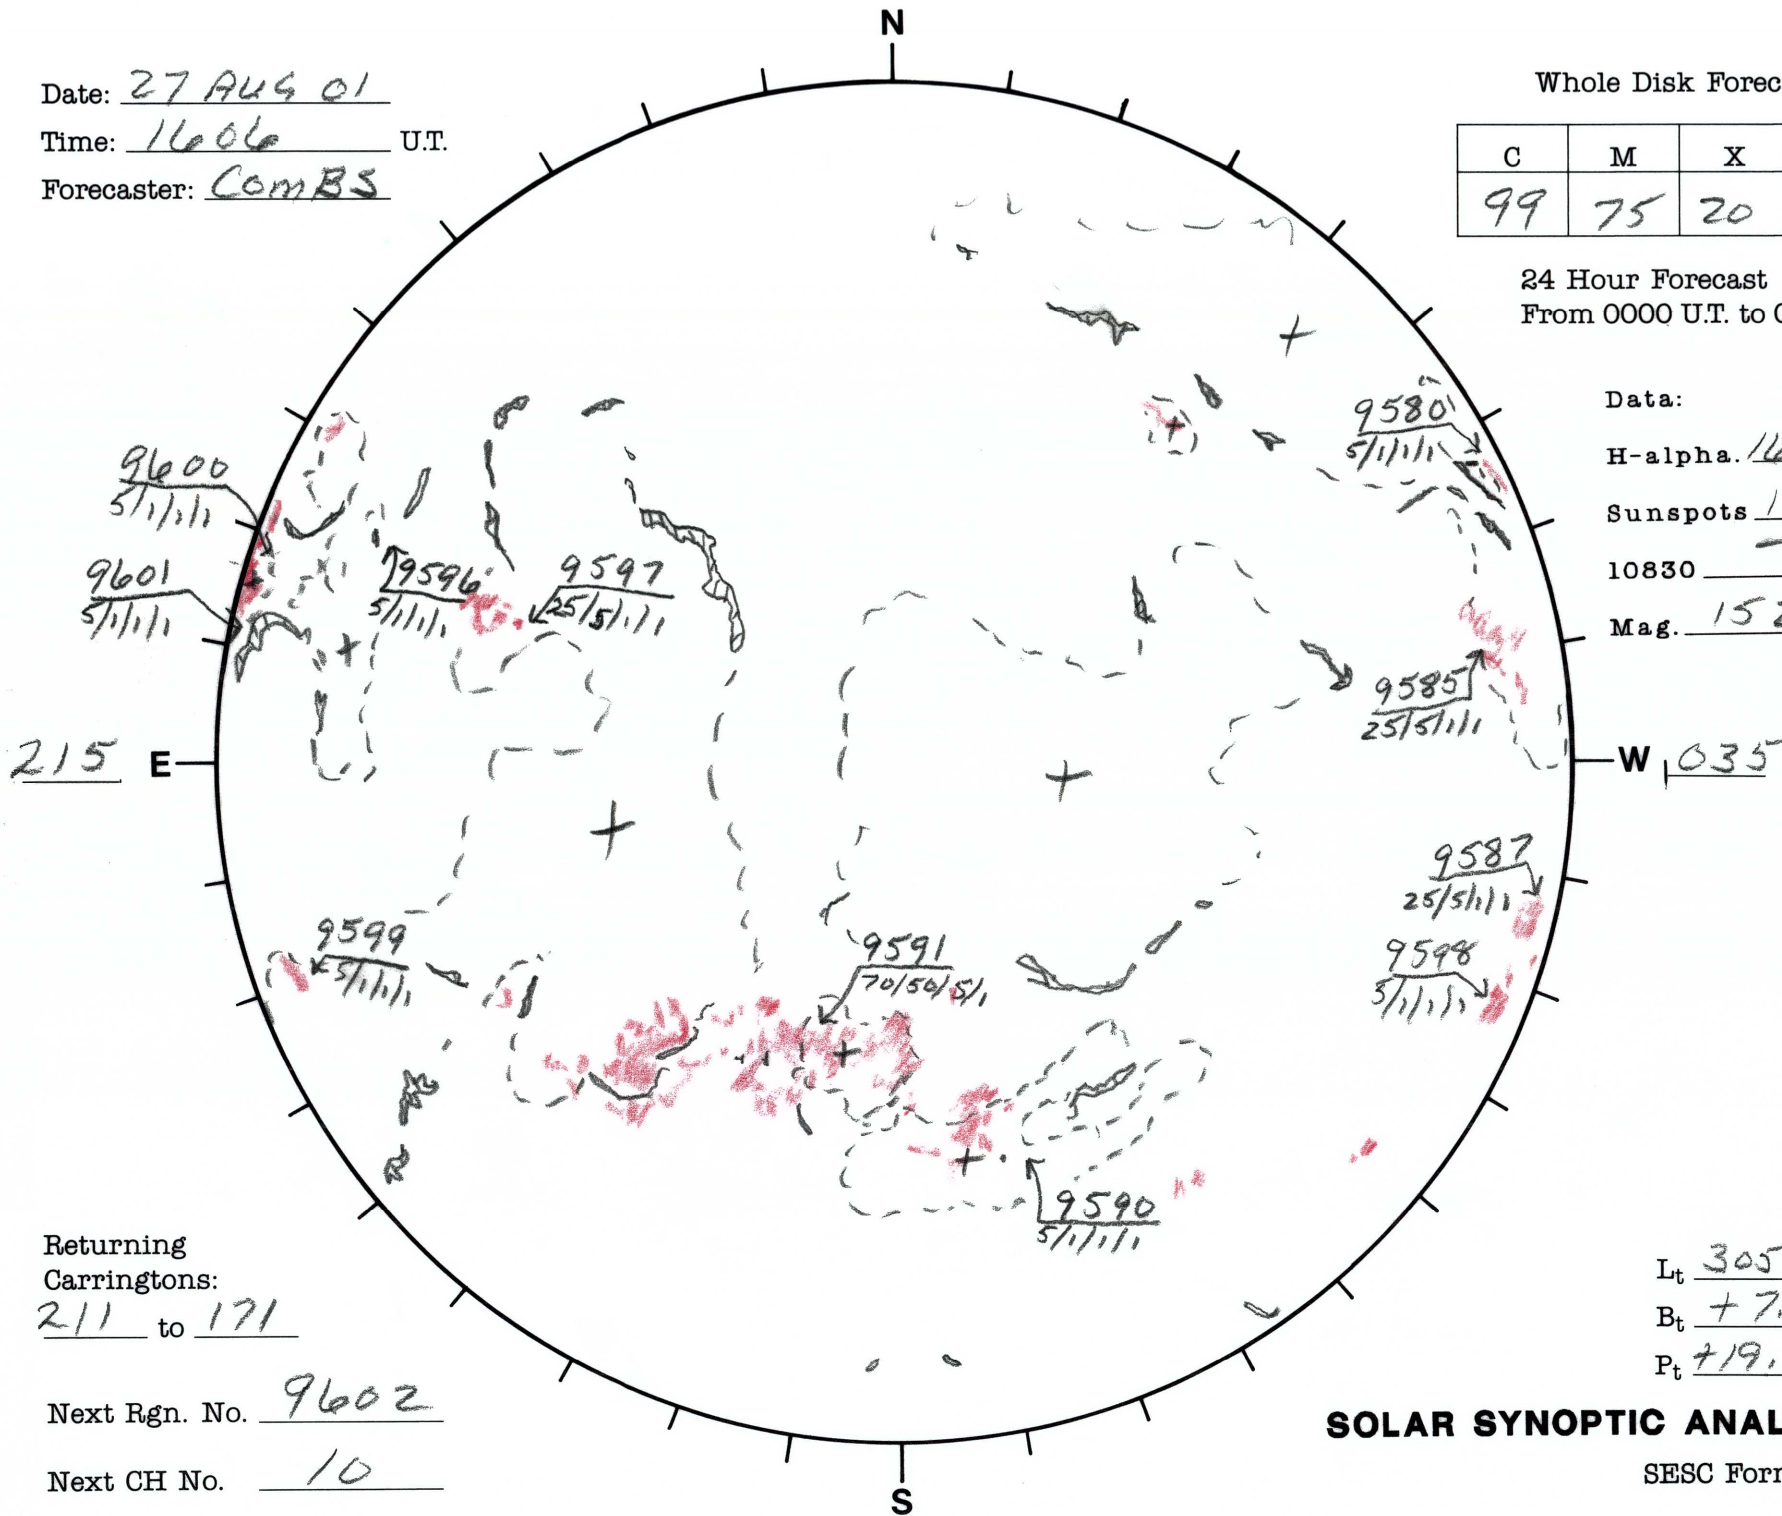 N
Date: 27 AUG 01
Time: 1606 U.T.
Forecaster: ComBS
Whole Disk Forec
C M X
99 75 20
24 Hour Forecast
From 0000 U.T. to
Data:
H-alpha.
Sunspots
10830
Mag. 152
9580
5/1/1/1
9600
5/1/1/1
9601
5/1/1/1
9596
5/1/1/1
9597
25/5/1/1
9585
25/5/1/1
215 E
W 035
9587
25/5/1/1
9599
5/1/1/1
9591
70/50/5/1
9598
5/1/1/1
9590
5/1/1/1
Returning
Carringtons:
211 to 171
Next Rgn. No. 9602
Next CH No. 10
Lt 305
Bt +7.
Pt +19.
SOLAR SYNOPTIC ANAL
SESC Form
S